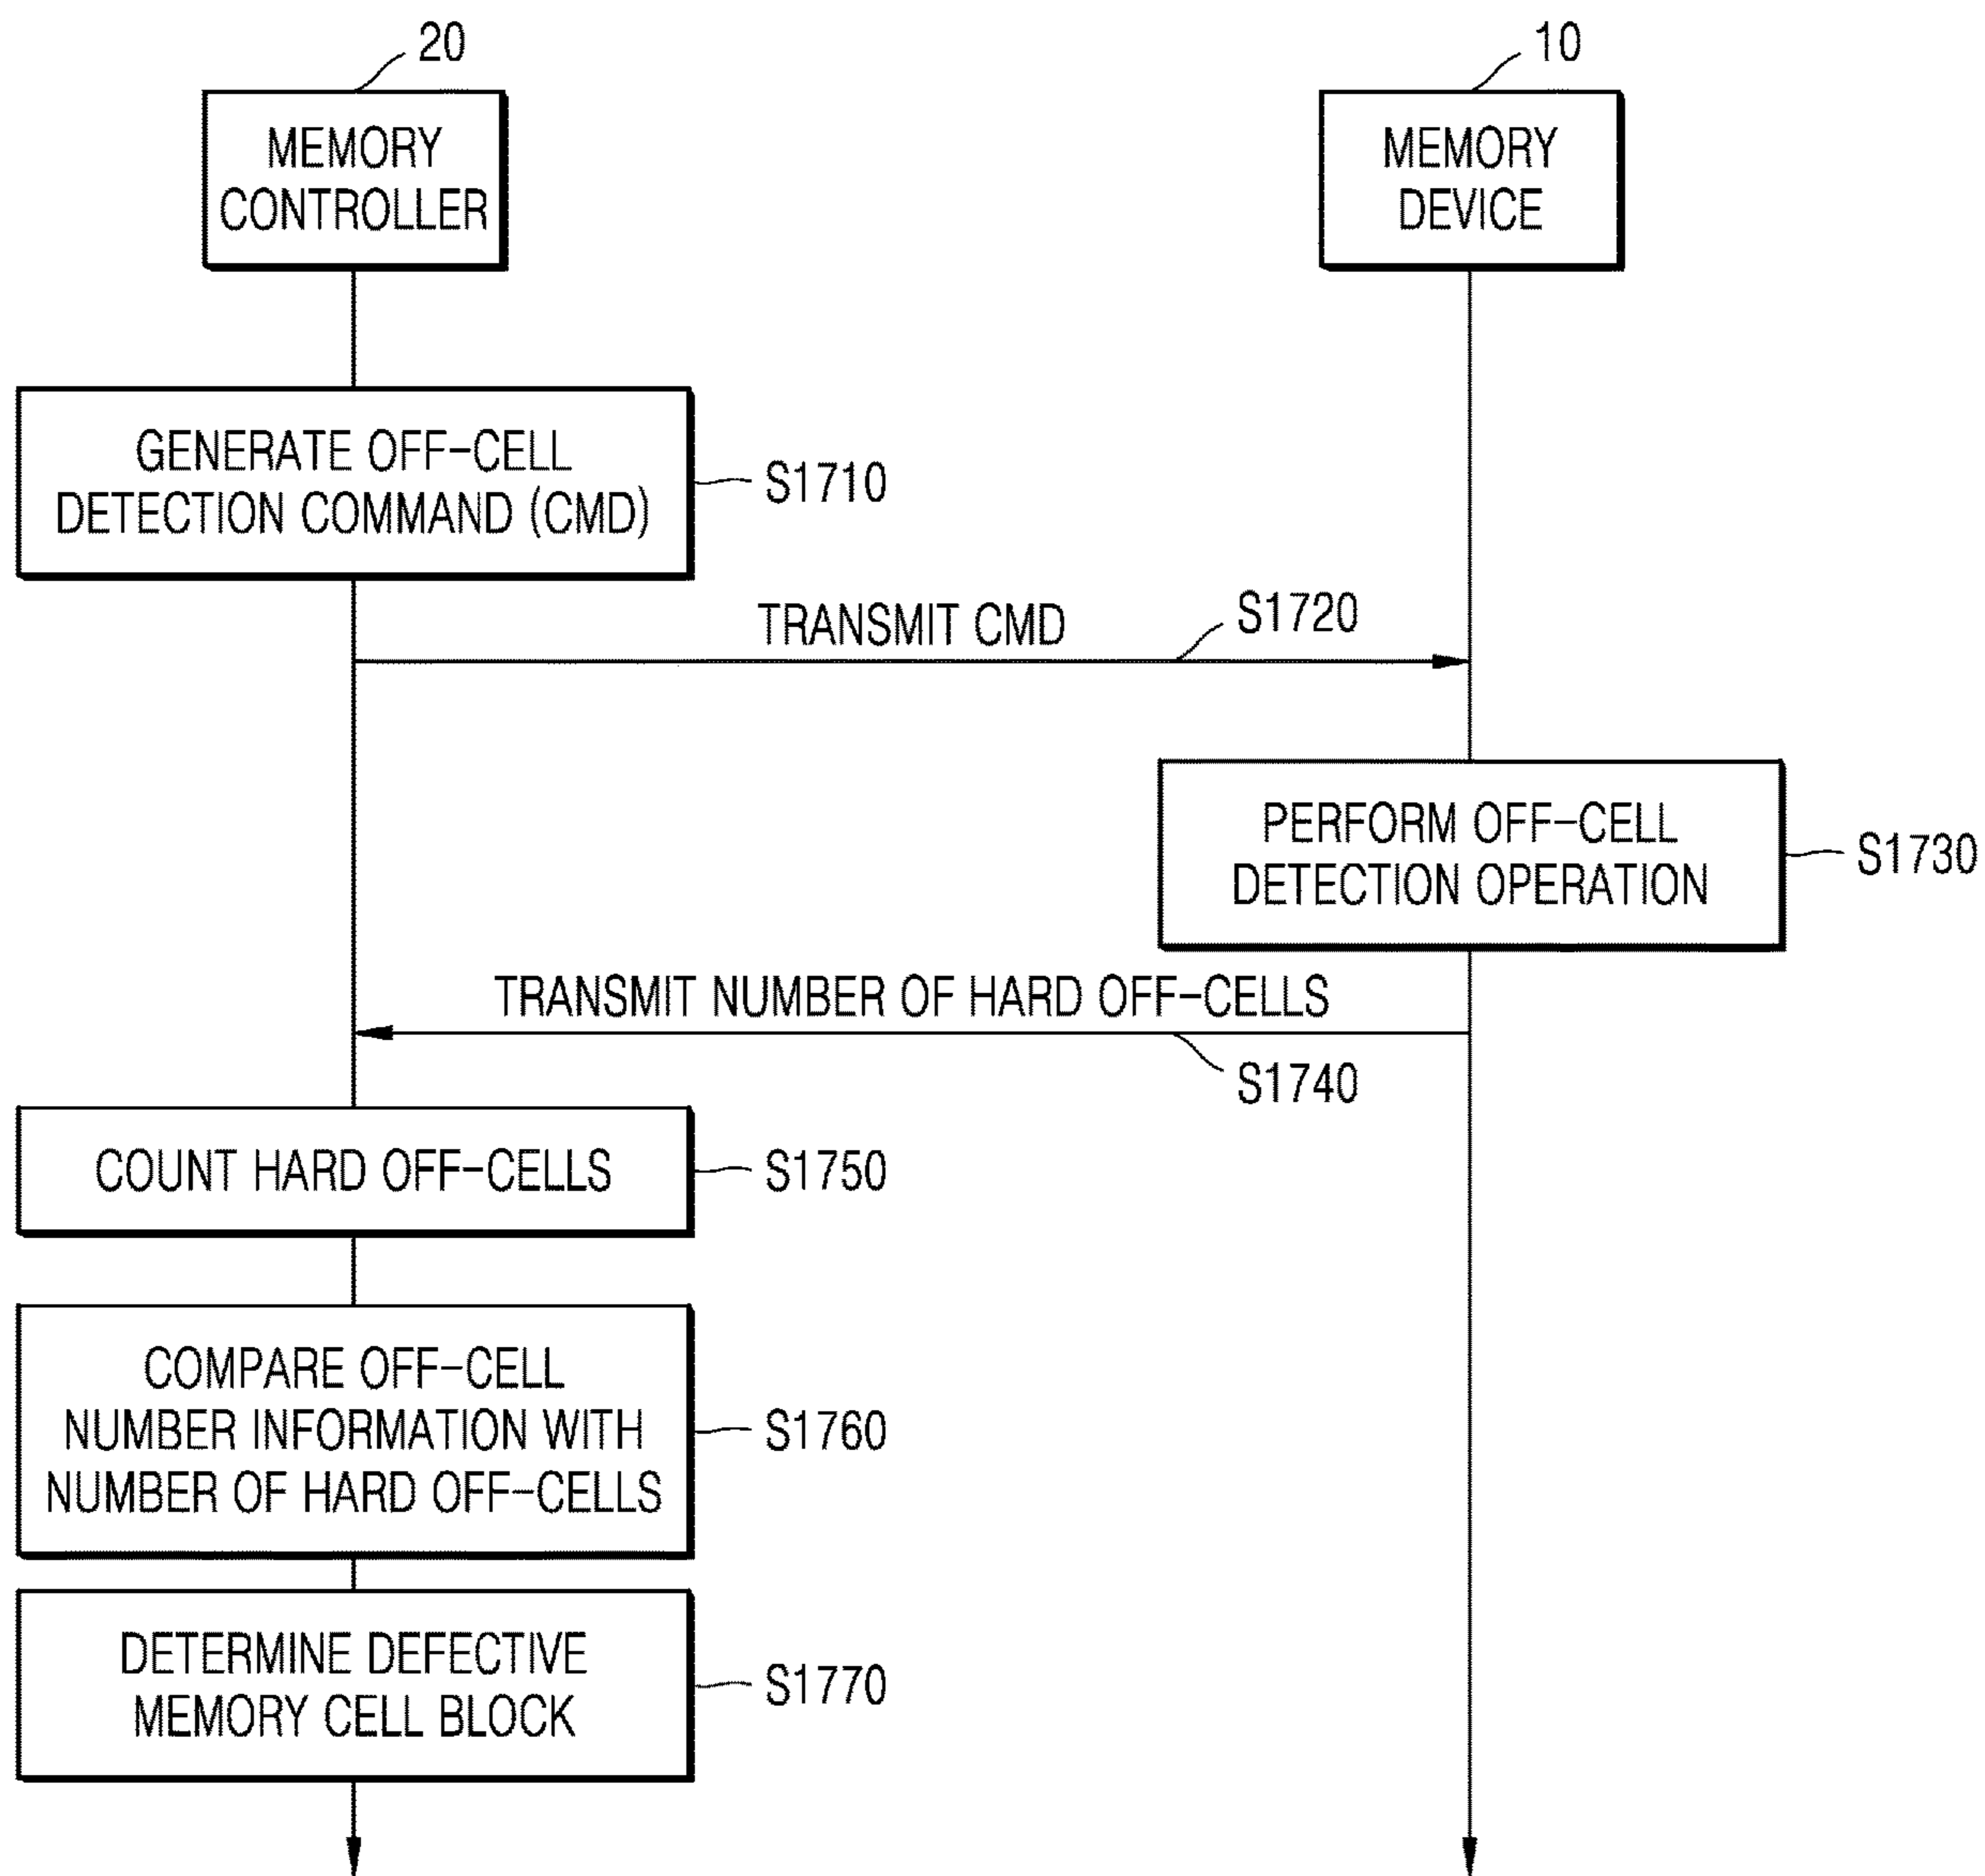 20
10
MEMORY
CONTROLLER
MEMORY
DEVICE
GENERATE OFF-CELL
DETECTION COMMAND (CMD)
S1710
TRANSMIT CMD
S1720
PERFORM OFF-CELL
DETECTION OPERATION
S1730
TRANSMIT NUMBER OF HARD OFF-CELLS
S1740
COUNT HARD OFF-CELLS
S1750
COMPARE OFF-CELL
NUMBER INFORMATION WITH
NUMBER OF HARD OFF-CELLS
S1760
DETERMINE DEFECTIVE
MEMORY CELL BLOCK
S1770